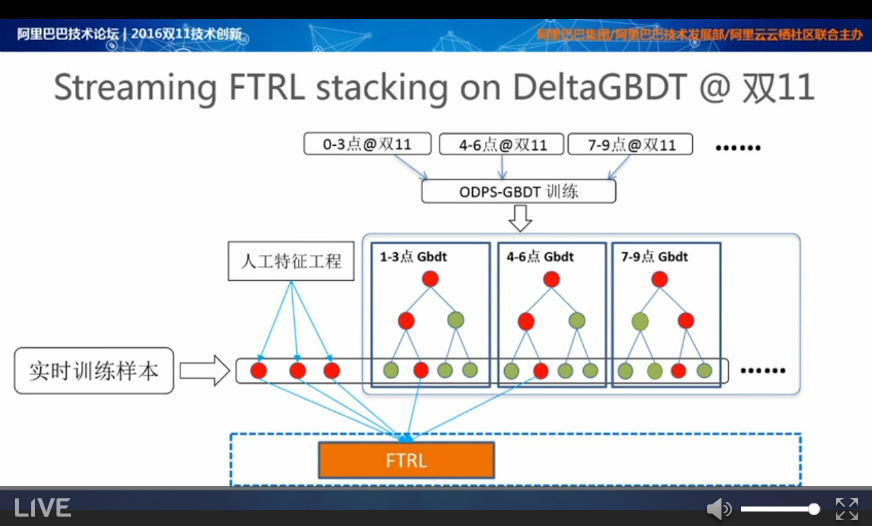 阿里巴巴技术论坛 | 2016双11技术创新
阿里巴巴集团/阿里巴巴技术发展部/阿里云云栖社区联合主办
Streaming FTRL stacking on DeltaGBDT @ 双11
0-3点@双11
4-6点@双11
7-9点@双11
......
ODPS-GBDT 训练
人工特征工程
1-3点 Gbdt
4-6点 Gbdt
7-9点 Gbdt
实时训练样本
......
FTRL
LIVE